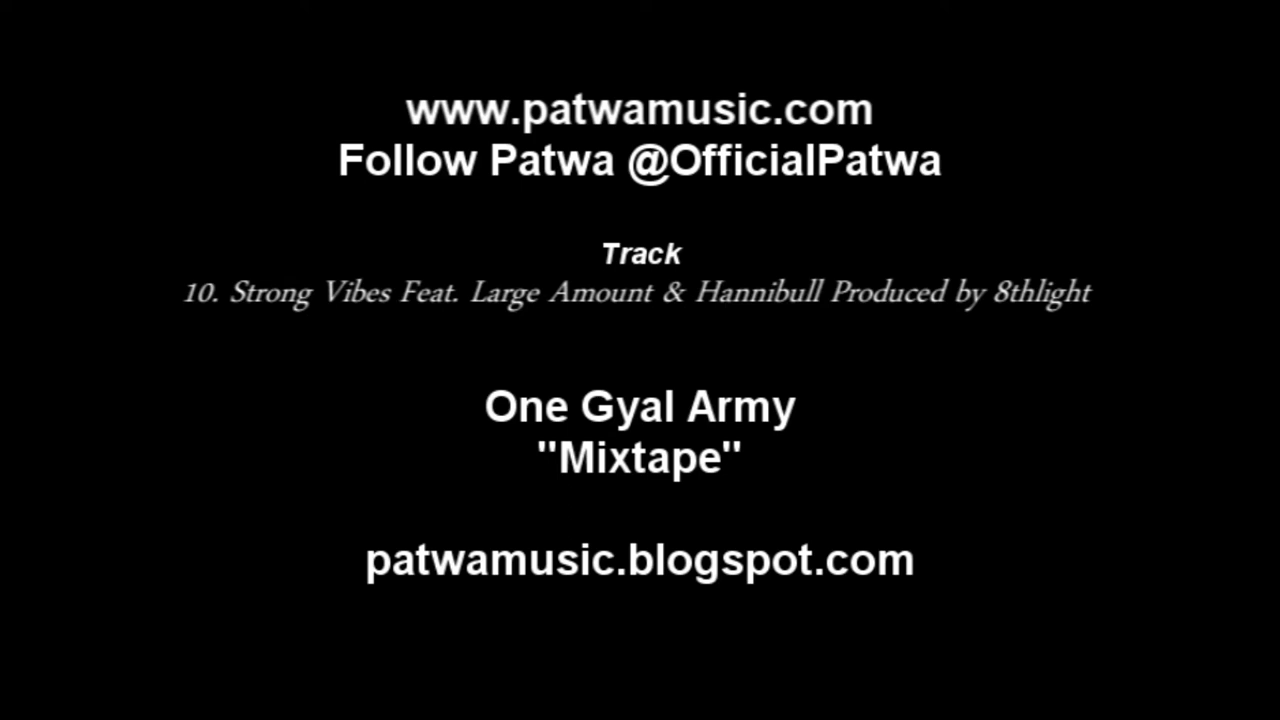 www.patwamusic.com
Follow Patwa @OfficialPatwa
Track
10. Strong Vibes Feat. Large Amount & Hannibull Produced by 8thlight
One Gyal Army
"Mixtape"
patwamusic.blogspot.com